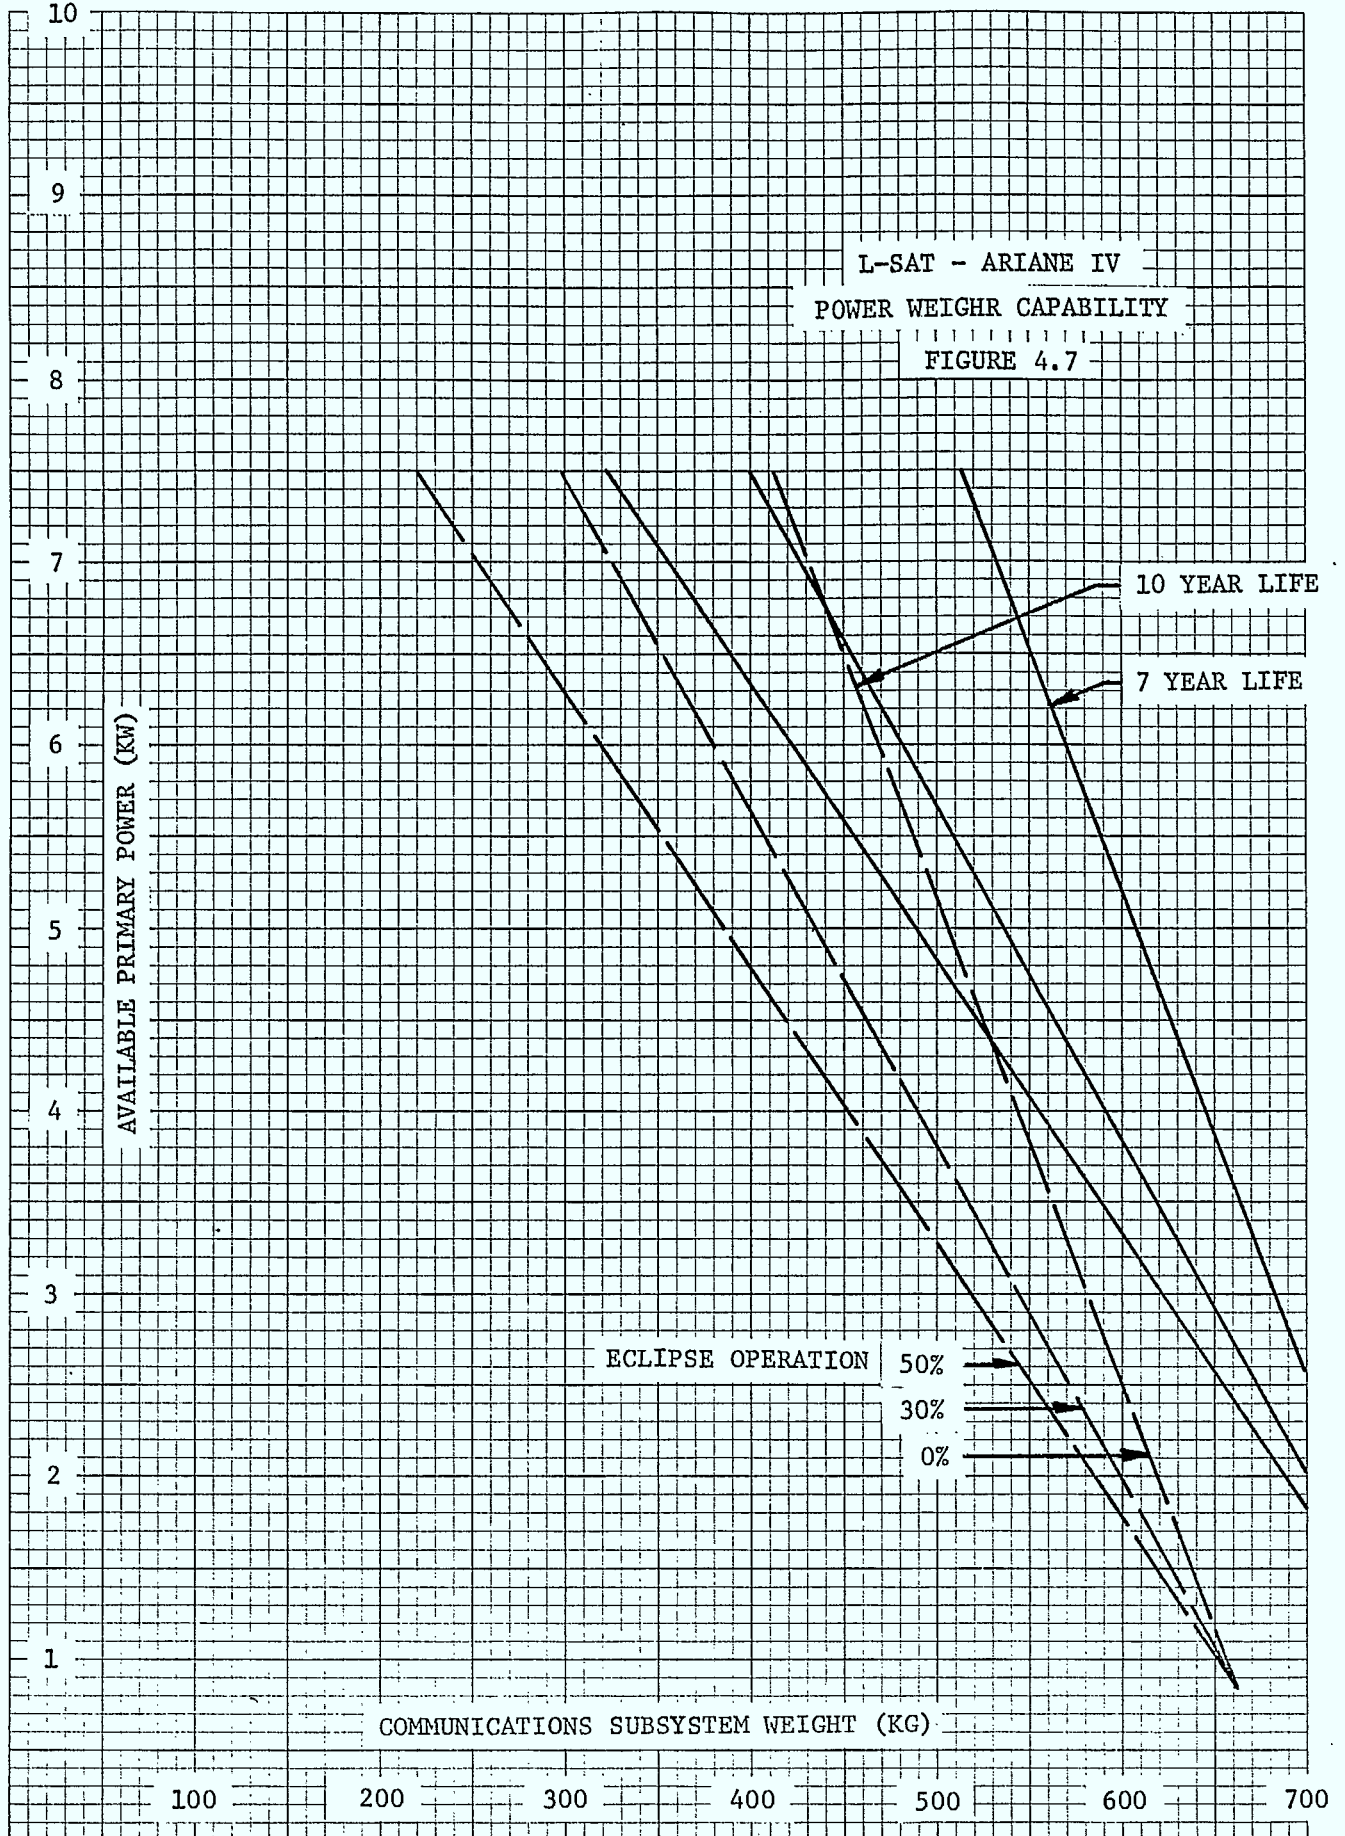 10
9
L-SAT - ARIANE IV
POWER WEIGHR CAPABILITY
FIGURE 4.7
8
7
10 YEAR LIFE
7 YEAR LIFE
6
AVAILABLE PRIMARY POWER (KW)
5
4
3
ECLIPSE OPERATION 50%
30%
0%
2
1
COMMUNICATIONS SUBSYSTEM WEIGHT (KG)
100 200 300 400 500 600 700